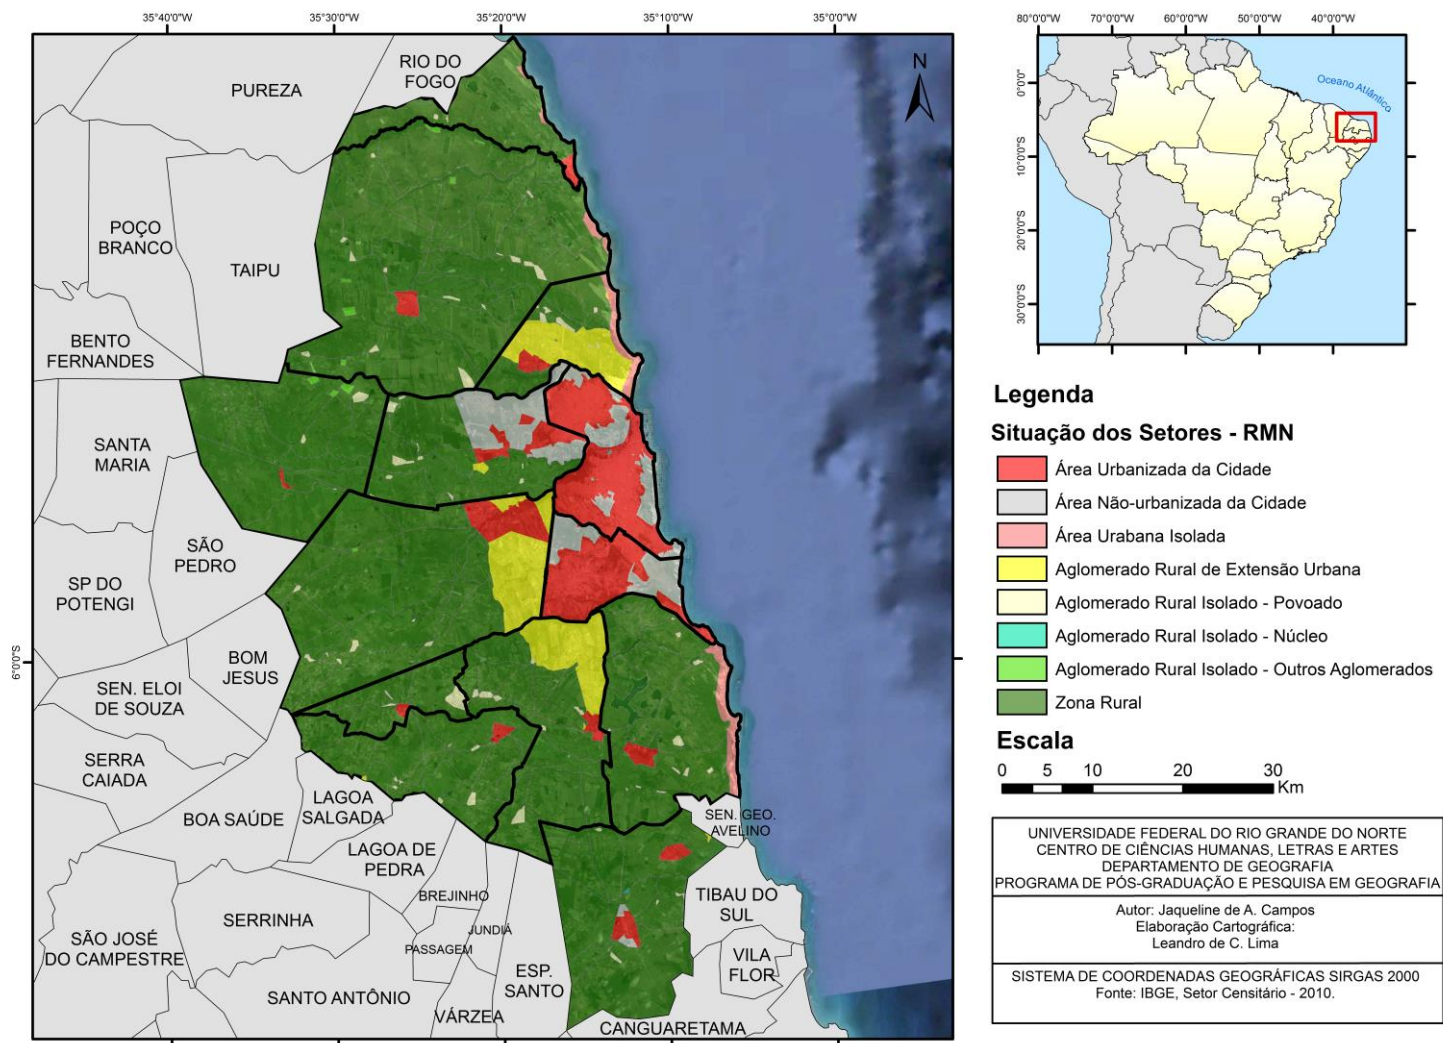 35°40'0"W
35°30'0"W
35°20'0"W
35°10'0"W
35°0'0"W
6°0'0"S
N
RIO DO
FOGO
PUREZA
POÇO
BRANCO
TAIPU
BENTO
FERNANDES
SANTA
MARIA
SÃO
PEDRO
SP DO
POTENGI
BOM
JESUS
SEN. ELOI
DE SOUZA
SERRA
CAIADA
BOA SAÚDE
LAGOA
SALGADA
LAGOA DE
PEDRA
SEN. GEO.
AVELINO
BREJINHO
TIBAU DO
SUL
SERRINHA
JUNDIÁ
PASSAGEM
SÃO JOSÉ
DO CAMPESTRE
VILA
FLOR
ESP.
SANTO
SANTO ANTÔNIO
VÁRZEA
CANGUARETAMA
80°0'0"W
70°0'0"W
60°0'0"W
50°0'0"W
40°0'0"W
0°0'0"
10°0'0"S
20°0'0"S
30°0'0"S
Oceano Atlântico
Legenda
Situação dos Setores - RMN
Área Urbanizada da Cidade
Área Não-urbanizada da Cidade
Área Urabana Isolada
Aglomerado Rural de Extensão Urbana
Aglomerado Rural Isolado - Povoado
Aglomerado Rural Isolado - Núcleo
Aglomerado Rural Isolado - Outros Aglomerados
Zona Rural
Escala
0 5 10 20 30
Km
UNIVERSIDADE FEDERAL DO RIO GRANDE DO NORTE
CENTRO DE CIÊNCIAS HUMANAS, LETRAS E ARTES
DEPARTAMENTO DE GEOGRAFIA
PROGRAMA DE PÓS-GRADUAÇÃO E PESQUISA EM GEOGRAFIA
Autor: Jaqueline de A. Campos
Elaboração Cartográfica:
Leandro de C. Lima
SISTEMA DE COORDENADAS GEOGRÁFICAS SIRGAS 2000
Fonte: IBGE, Setor Censitário - 2010.